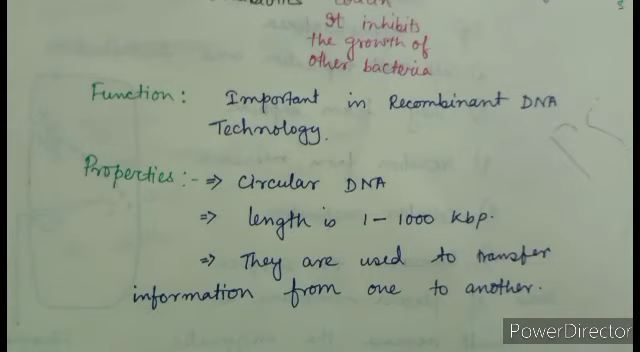 It inhibits
the growth of
other bacteria
Function: Important in Recombinant DNA
Technology.
Properties:- ⇒ Circular DNA
⇒ length is 1-1000 Kbp.
⇒ They are used to transfer
information from one to another.
PowerDirector